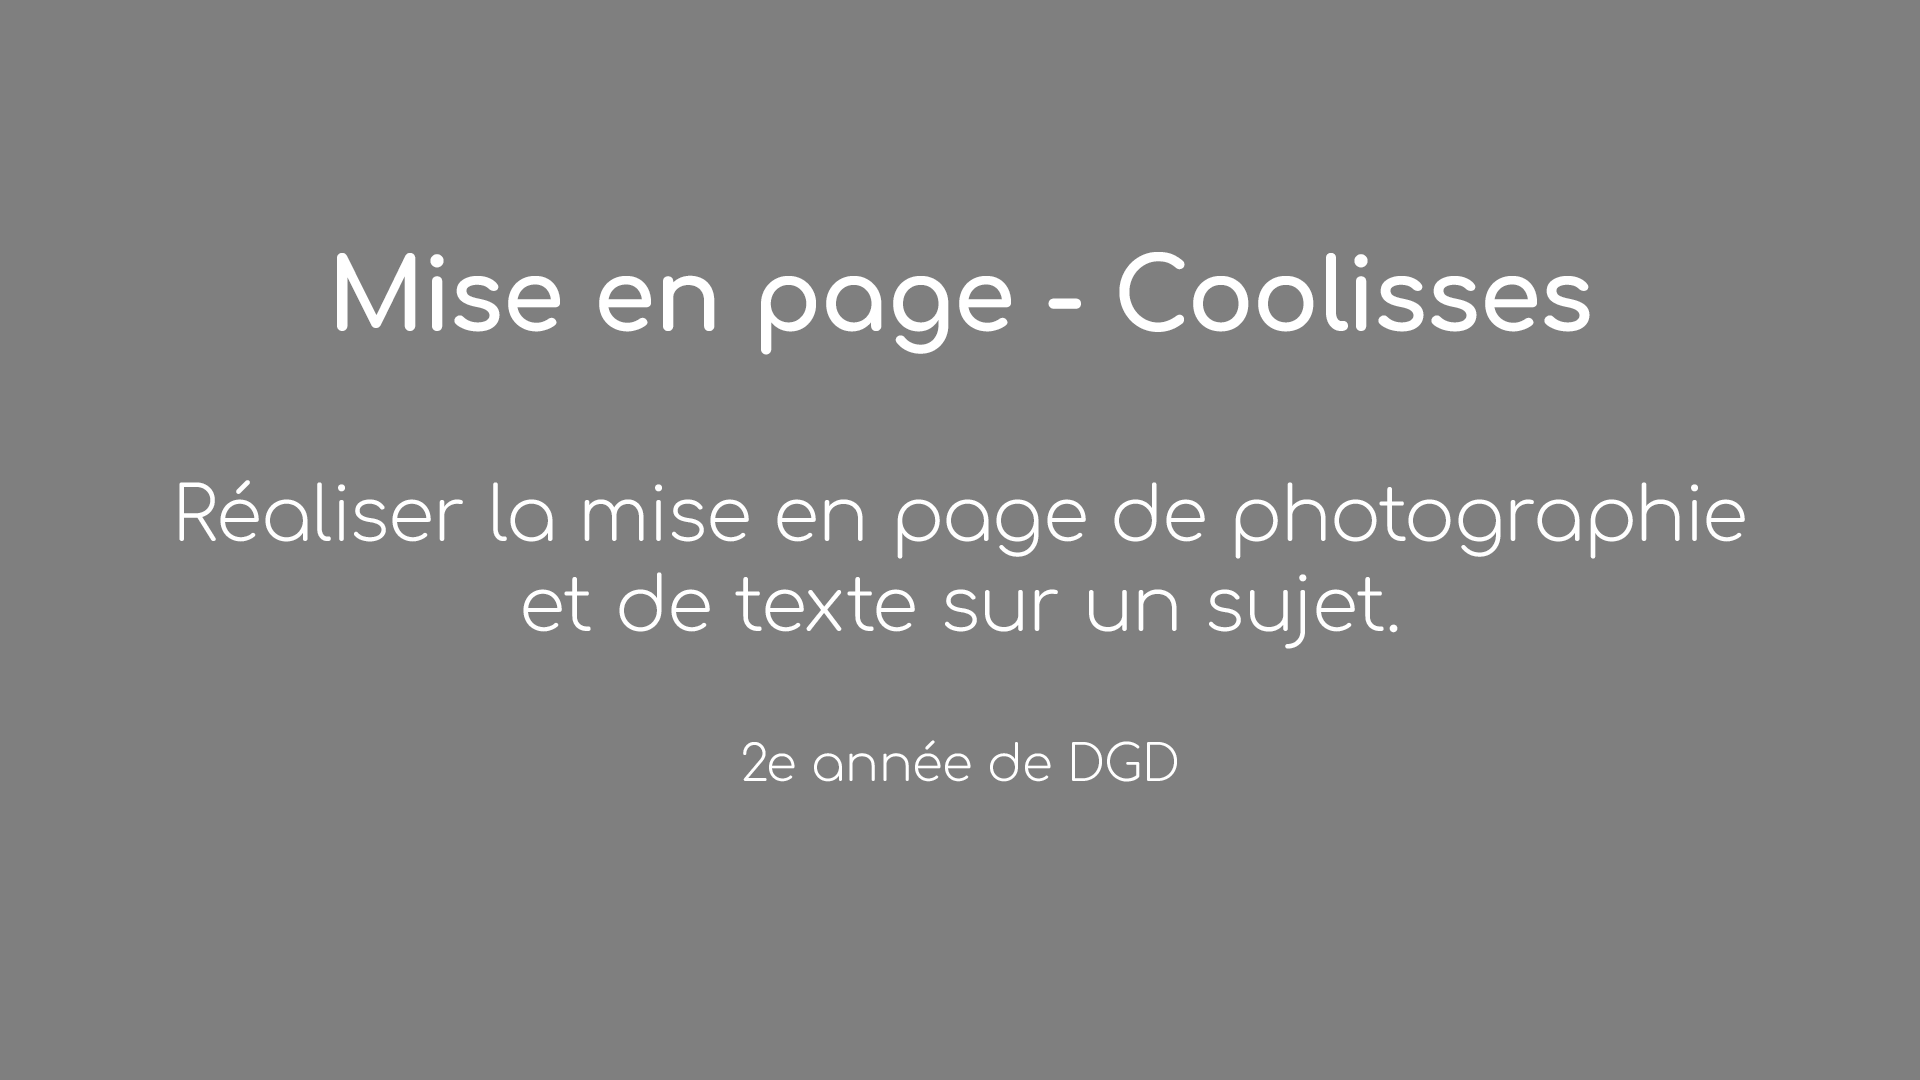 Mise en page - Coolisses
Réaliser la mise en page de photographie
et de texte sur un sujet.
2e année de DGD